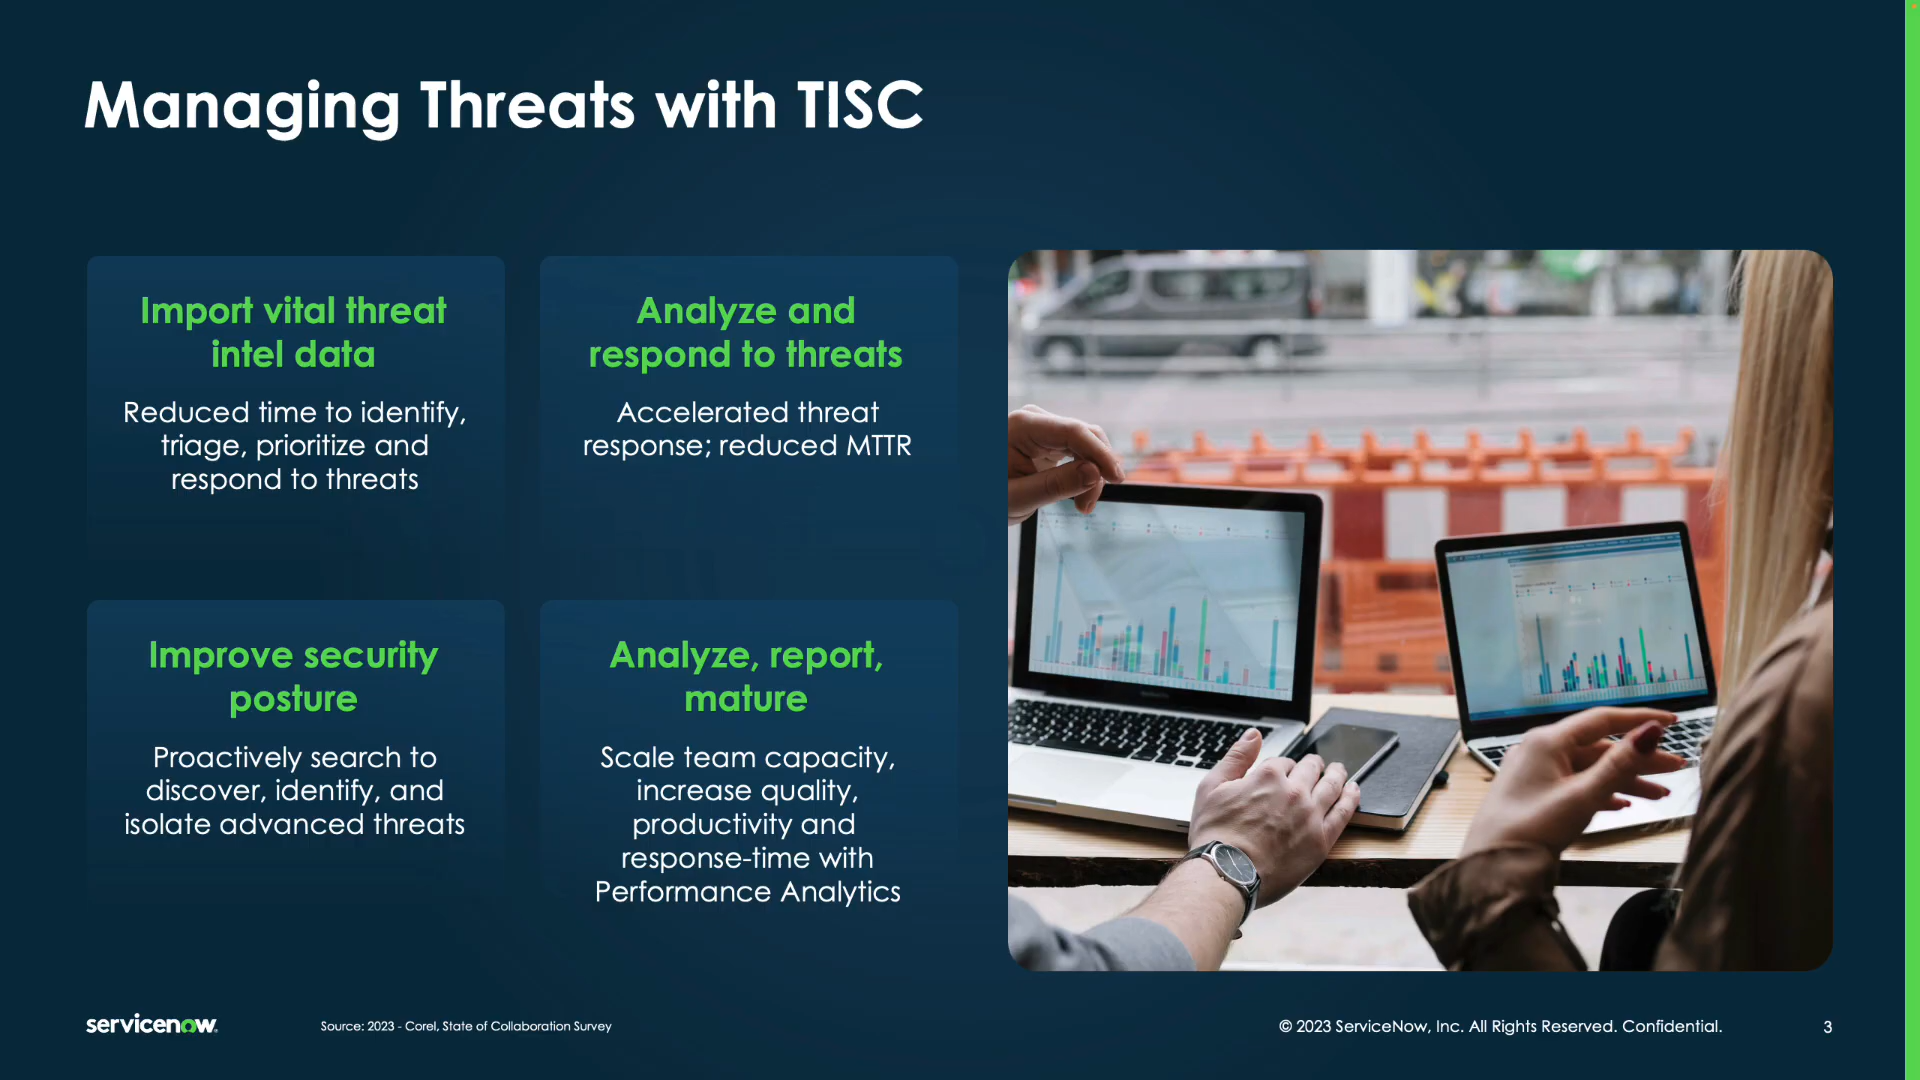 Managing Threats with TISC
Import vital threat
intel data
Reduced time to identify,
triage, prioritize and
respond to threats
Analyze and
respond to threats
Accelerated threat
response; reduced MTTR
Improve security
posture
Proactively search to
discover, identify, and
isolate advanced threats
Analyze, report,
mature
Scale team capacity,
increase quality,
productivity and
response-time with
Performance Analytics
servicenow
Source: 2023 - Corel, State of Collaboration Survey
© 2023 ServiceNow, Inc. All Rights Reserved. Confidential.
3